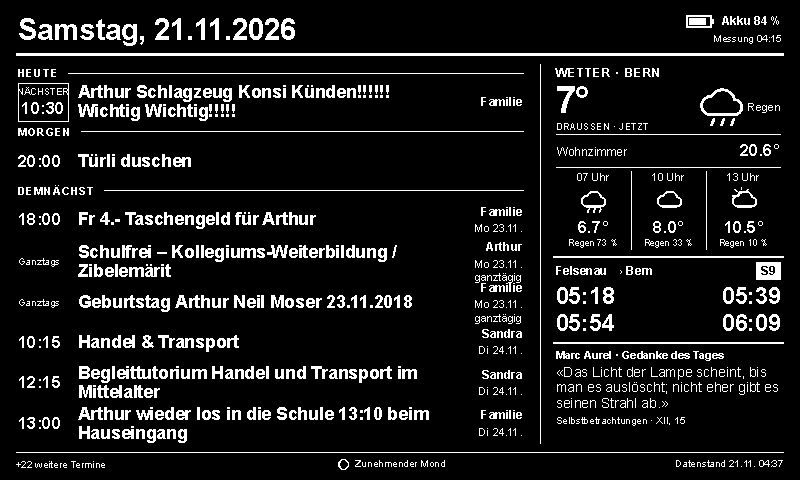 Samstag, 21.11.2026
Akku 84 %
Messung 04:15
HEUTE
NÄCHSTER
10:30
Arthur Schlagzeug Konsi Künden!!!!!!
Wichtig Wichtig!!!!!
Familie
MORGEN
20:00 Türli duschen
DEMNÄCHST
18:00 Fr 4.- Taschengeld für Arthur
Familie
Mo 23.11.
Ganztags
Schulfrei – Kollegiums-Weiterbildung /
Zibelemärit
Arthur
Mo 23.11.
ganztägig
Ganztags Geburtstag Arthur Neil Moser 23.11.2018
Familie
Mo 23.11.
ganztägig
10:15 Handel & Transport
Sandra
Di 24.11.
12:15
Begleittutorium Handel und Transport im
Mittelalter
Sandra
Di 24.11.
13:00
Arthur wieder los in die Schule 13:10 beim
Hauseingang
Familie
Di 24.11.
WETTER · BERN
7°
Regen
DRAUSSEN · JETZT
Wohnzimmer 20.6°
07 Uhr 10 Uhr 13 Uhr
6.7° 8.0° 10.5°
Regen 73 % Regen 33 % Regen 10 %
Felsenau → Bern S9
05:18 05:39
05:54 06:09
Marc Aurel · Gedanke des Tages
«Das Licht der Lampe scheint, bis
man es auslöscht; nicht eher gibt es
seinen Strahl ab.»
Selbstbetrachtungen · XII, 15
+22 weitere Termine
Zunehmender Mond
Datenstand 21.11. 04:37